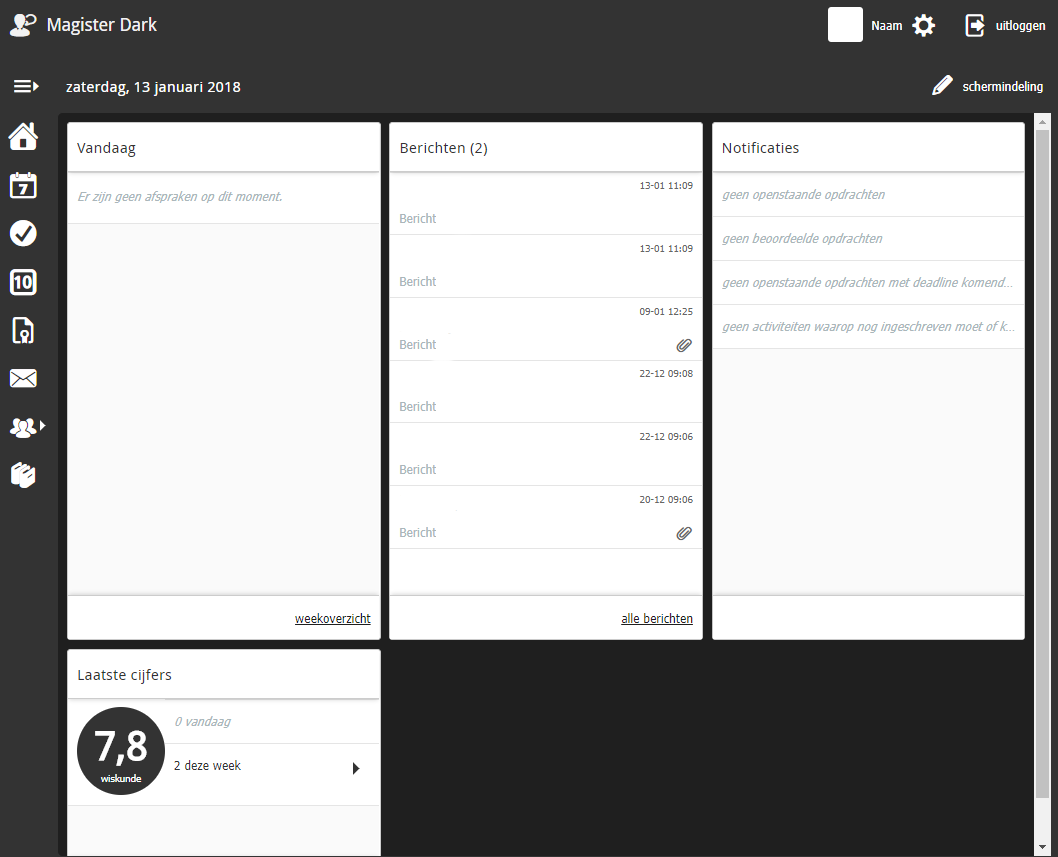 Magister Dark
Naam
uitloggen
zaterdag, 13 januari 2018
schermindeling
7
10
Vandaag
Er zijn geen afspraken op dit moment.
weekoverzicht
Berichten (2)
13-01 11:09
Bericht
13-01 11:09
Bericht
09-01 12:25
Bericht
22-12 09:08
Bericht
22-12 09:06
Bericht
20-12 09:06
Bericht
alle berichten
Notificaties
geen openstaande opdrachten
geen beoordeelde opdrachten
geen openstaande opdrachten met deadline komend...
geen activiteiten waarop nog ingeschreven moet of k...
Laatste cijfers
7,8
wiskunde
0 vandaag
2 deze week